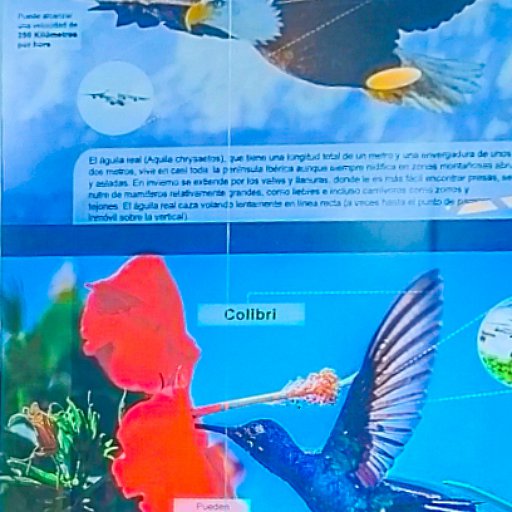 Puede alcanzar
una velocidad de
250 Kilómetros
por hora
El águila real (Aquila chrysaetos), que tiene una longitud total de un metro y una envergadura de unos
dos metros, vive en casi toda la península Ibérica aunque siempre nidifica en zonas montañosas
y aisladas. En invierno se extiende por los valles y llanuras, donde le es más fácil encontrar presas, se
nutre de mamíferos relativamente grandes, como liebres e incluso carnívoros como zorros y
tejones. El águila real caza volando lentamente en línea recta (a veces hasta el punto de
inmóvil sobre la vertical).
Colibri
Pueden